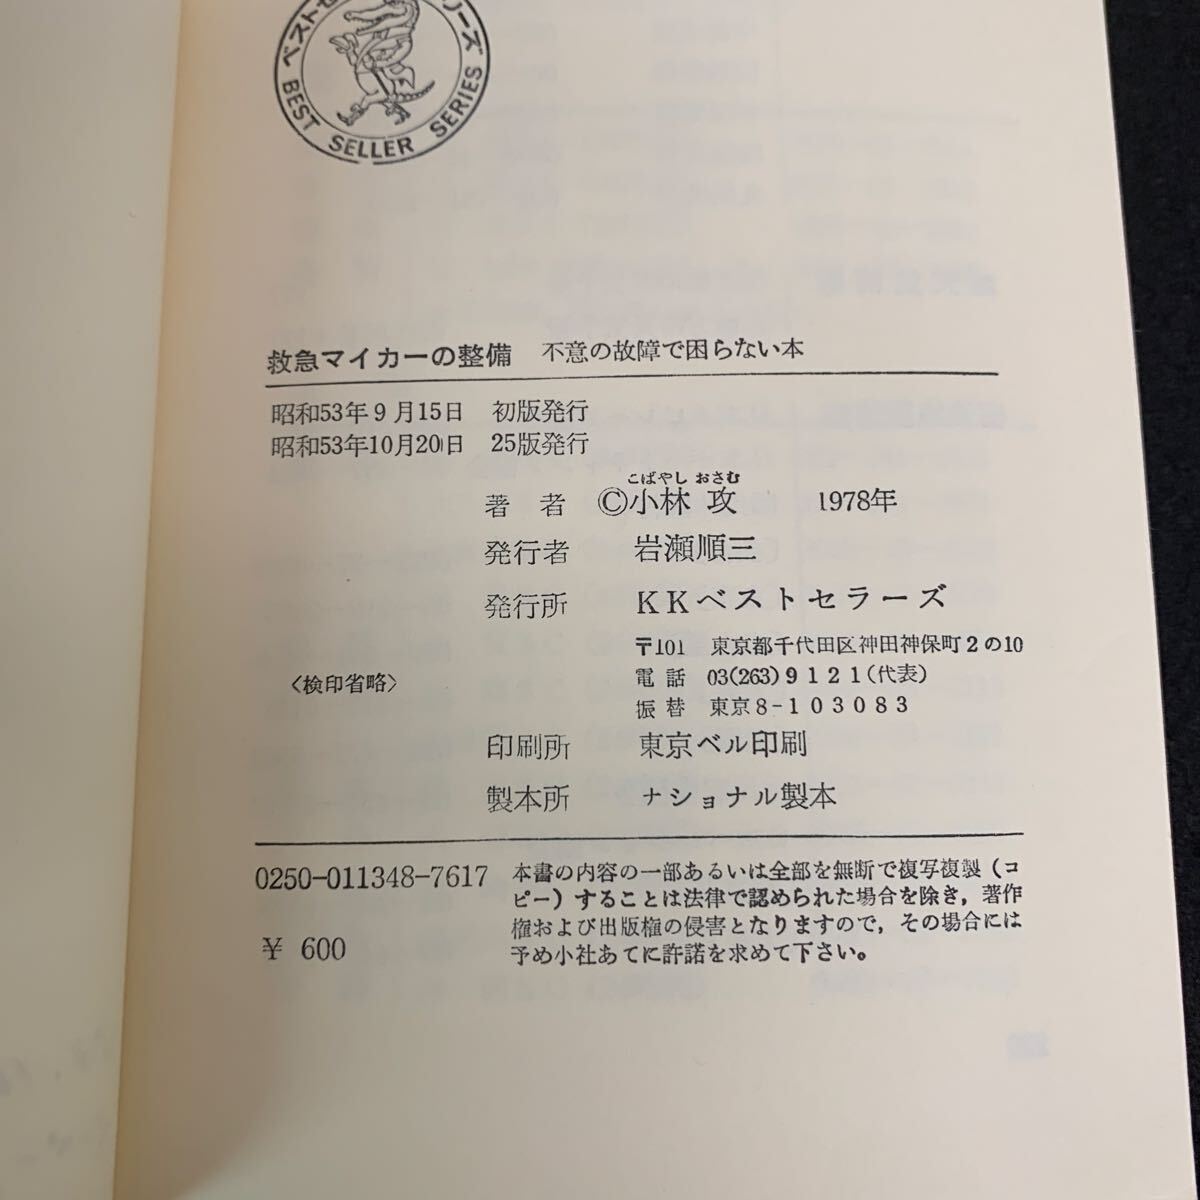 BEST SELLER SERIES
救急マイカーの整備 不意の故障で困らない本
昭和53年9月15日 初版発行
昭和53年10月20日 25版発行
こばやし おさむ
著者 ©小林 攻 1978年
発行者 岩瀬順三
発行所 KKベストセラーズ
〒101 東京都千代田区神田神保町2の10
電話 03(263)9121(代表)
〈検印省略〉
振替 東京8-103083
印刷所 東京ベル印刷
製本所 ナショナル製本
0250-011348-7617
¥ 600
本書の内容の一部あるいは全部を無断で複写複製(コ
ピー)することは法律で認められた場合を除き,著作
権および出版権の侵害となりますので,その場合には
予め小社あてに許諾を求めて下さい。